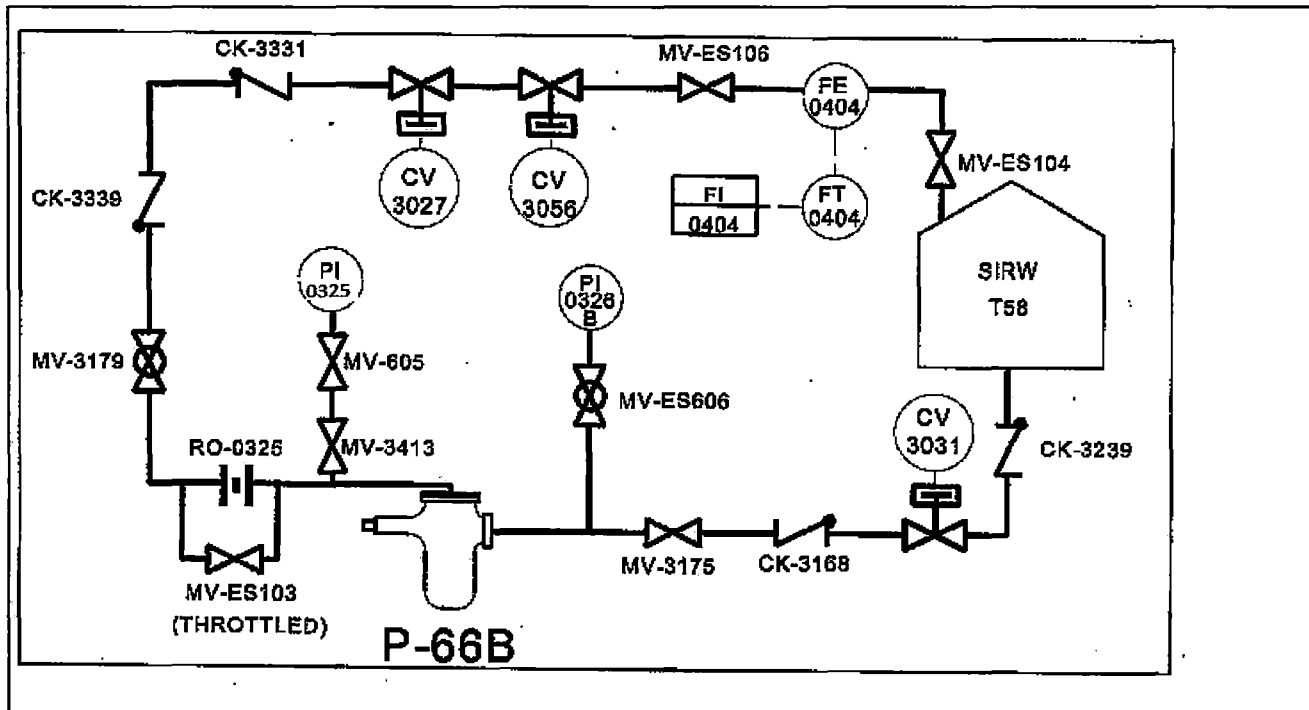 CK-3331
MV-ES106
FE
0404
MV-ES104
CK-3339
CV
3027
CV
3056
FI
0404
FT
0404
PI
0325
PI
0326
B
SIRW
T58
MV-3179
MV-605
MV-ES606
CV
3031
RO-0325
MV-3413
CK-3239
MV-3175
CK-3168
MV-ES103
(THROTTLED)
P-66B